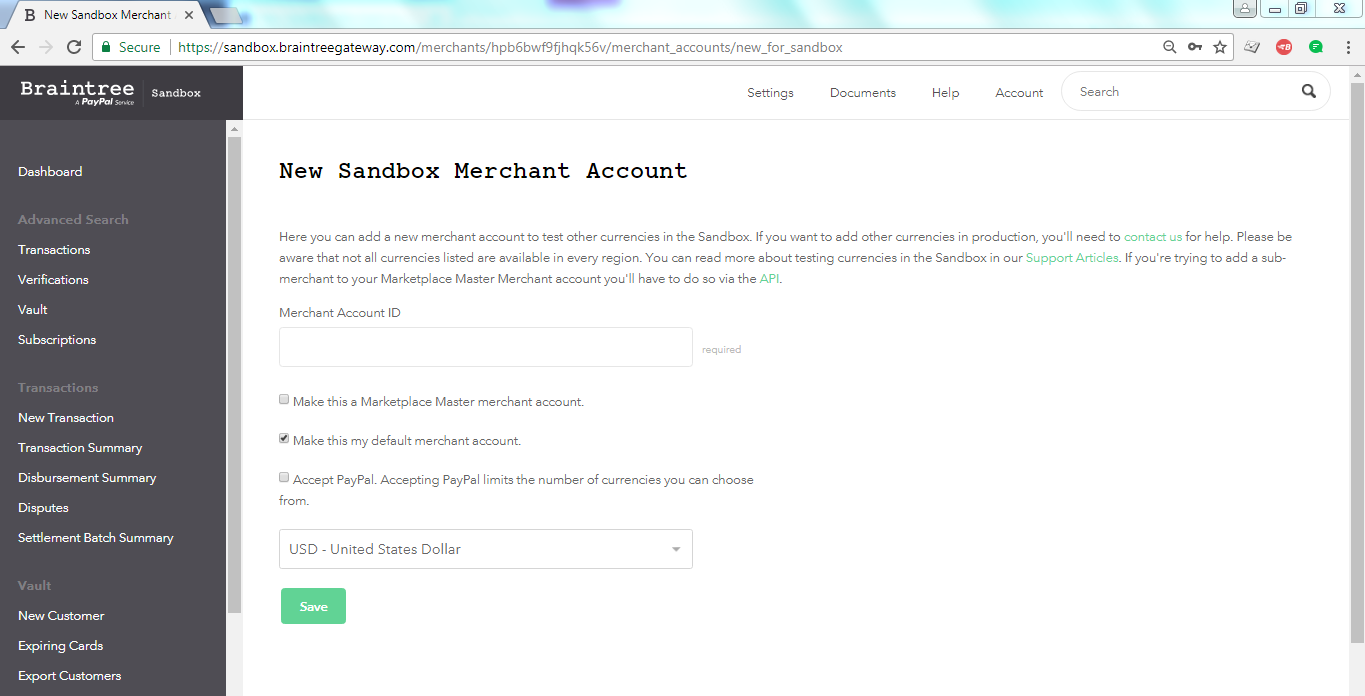 New Sandbox Merchant
Secure
https://sandbox.braintreegateway.com/merchants/hpb6bwf9fjhqk56v/merchant_accounts/new_for_sandbox
Braintree
A PayPal Service
Sandbox
Settings
Documents
Help
Account
Search
Dashboard
Advanced Search
Transactions
Verifications
Vault
Subscriptions
Transactions
New Transaction
Transaction Summary
Disbursement Summary
Disputes
Settlement Batch Summary
Vault
New Customer
Expiring Cards
Export Customers
New Sandbox Merchant Account
Here you can add a new merchant account to test other currencies in the Sandbox. If you want to add other currencies in production, you'll need to contact us for help. Please be
aware that not all currencies listed are available in every region. You can read more about testing currencies in the Sandbox in our Support Articles. If you're trying to add a sub-
merchant to your Marketplace Master Merchant account you'll have to do so via the API.
Merchant Account ID
required
Make this a Marketplace Master merchant account.
Make this my default merchant account.
Accept PayPal. Accepting PayPal limits the number of currencies you can choose
from.
USD - United States Dollar
Save